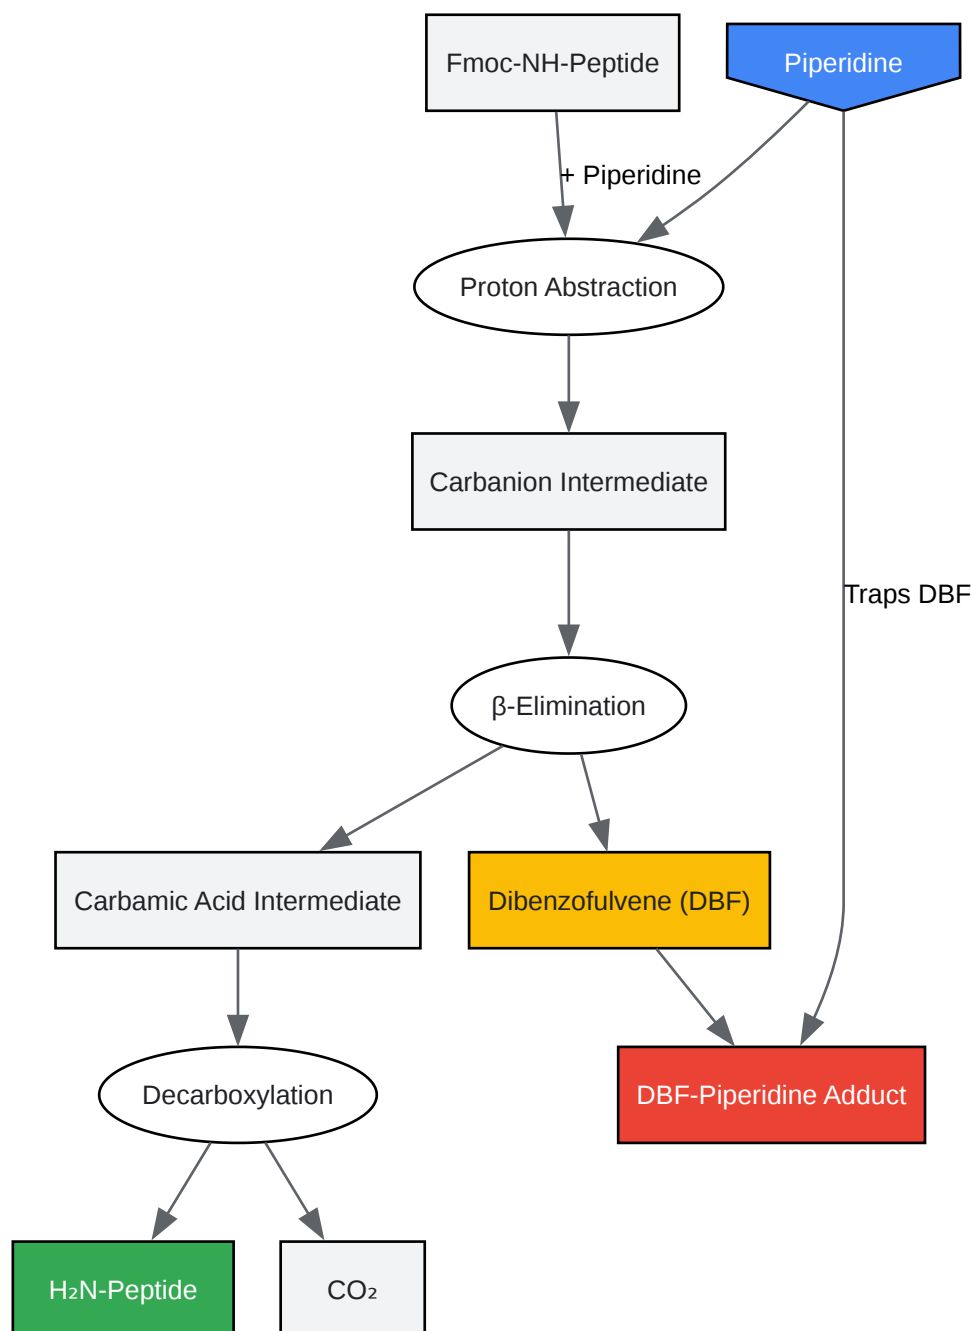 Fmoc-NH-Peptide
Piperidine
+ Piperidine
Proton Abstraction
Carbanion Intermediate
Traps DBF
β-Elimination
Carbamic Acid Intermediate
Dibenzofulvene (DBF)
Decarboxylation
DBF-Piperidine Adduct
H₂N-Peptide
CO₂